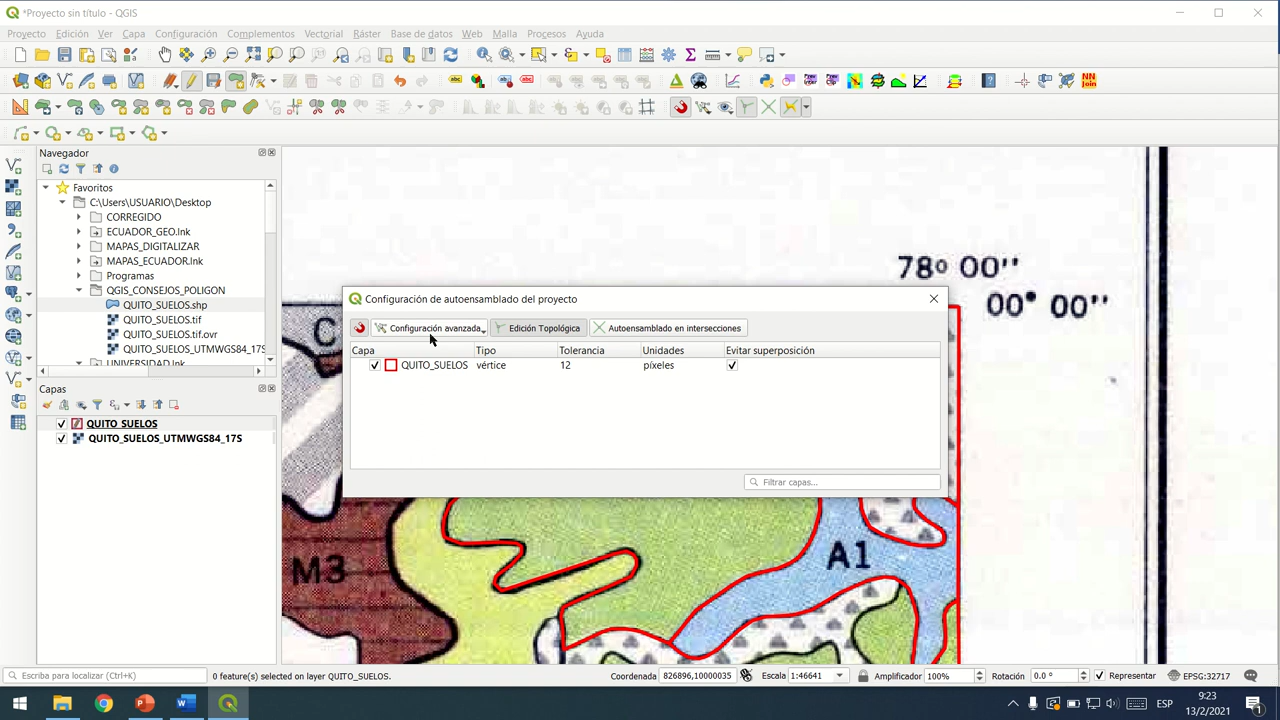 *Proyecto sin título - QGIS
Proyecto Edición Ver Capa Configuración Complementos Vectorial Ráster Base de datos Web Malla Procesos Ayuda
Navegador
Favoritos
C:\Users\USUARIO\Desktop
CORREGIDO
ECUADOR_GEO.lnk
MAPAS_DIGITALIZAR
MAPAS_ECUADOR.lnk
Programas
QGIS_CONSEJOS_POLIGON
QUITO_SUELOS.shp
QUITO_SUELOS.tif
QUITO_SUELOS.tif.ovr
QUITO_SUELOS_UTMWGS84_17S
UNIVERSIDAD.lnk
Capas
QUITO_SUELOS
QUITO_SUELOS_UTMWGS84_17S
78º 00''
00º 00''
C
M3
A1
Configuración de autoensamblado del proyecto
Configuración avanzada
Edición Topológica
Autoensamblado en intersecciones
Capa Tipo Tolerancia Unidades Evitar superposición
QUITO_SUELOS vértice 12 píxeles
Filtrar capas...
Escriba para localizar (Ctrl+K)
0 feature(s) selected on layer QUITO_SUELOS.
Coordenada 826896,10000035
Escala 1:46641
Amplificador 100%
Rotación 0.0 °
Representar
EPSG:32717
ESP
9:23
13/2/2021